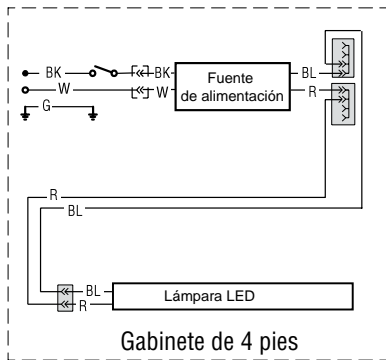 BK BK Fuente BL
W W de alimentación R
G
R
BL
BL
R Lámpara LED
Gabinete de 4 pies